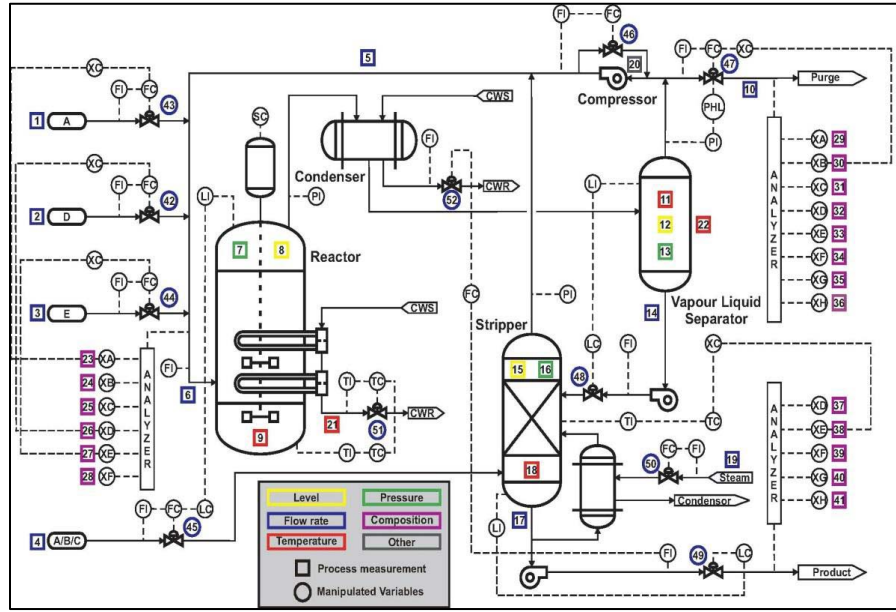 FI FC 46
5
20
Compressor
FI FC XC
47
10
Purge
PHL
PI
XC
FI FC 43
1 A
SC
CWS
Condenser
FI
CWR
52
XC
FI FC 42
2 D
LI
PI
7 8
Reactor
LI
11
12 22
13
Vapour Liquid
Separator
14
ANALYZER
XA 29
XB 30
XC 31
XD 32
XE 33
XF 34
XG 35
XH 36
XC
FI FC 44
3 E
CWS
FC
PI
Stripper
15 16
LC FI
48
XC
TI TC
23 XA
24 XB
25 XC
26 XD
27 XE
28 XF
ANALYZER
FI
6
9
TI TC
21 51
CWR
TI TC
18
17
LI
FC FI
50 19
Steam
Condensor
ANALYZER
XD 37
XE 38
XF 39
XG 40
XH 41
FI FC LC
45
4 A/B/C
Level Pressure
Flow rate Composition
Temperature Other
Process measurement
Manipulated Variables
FI 49 LC
Product